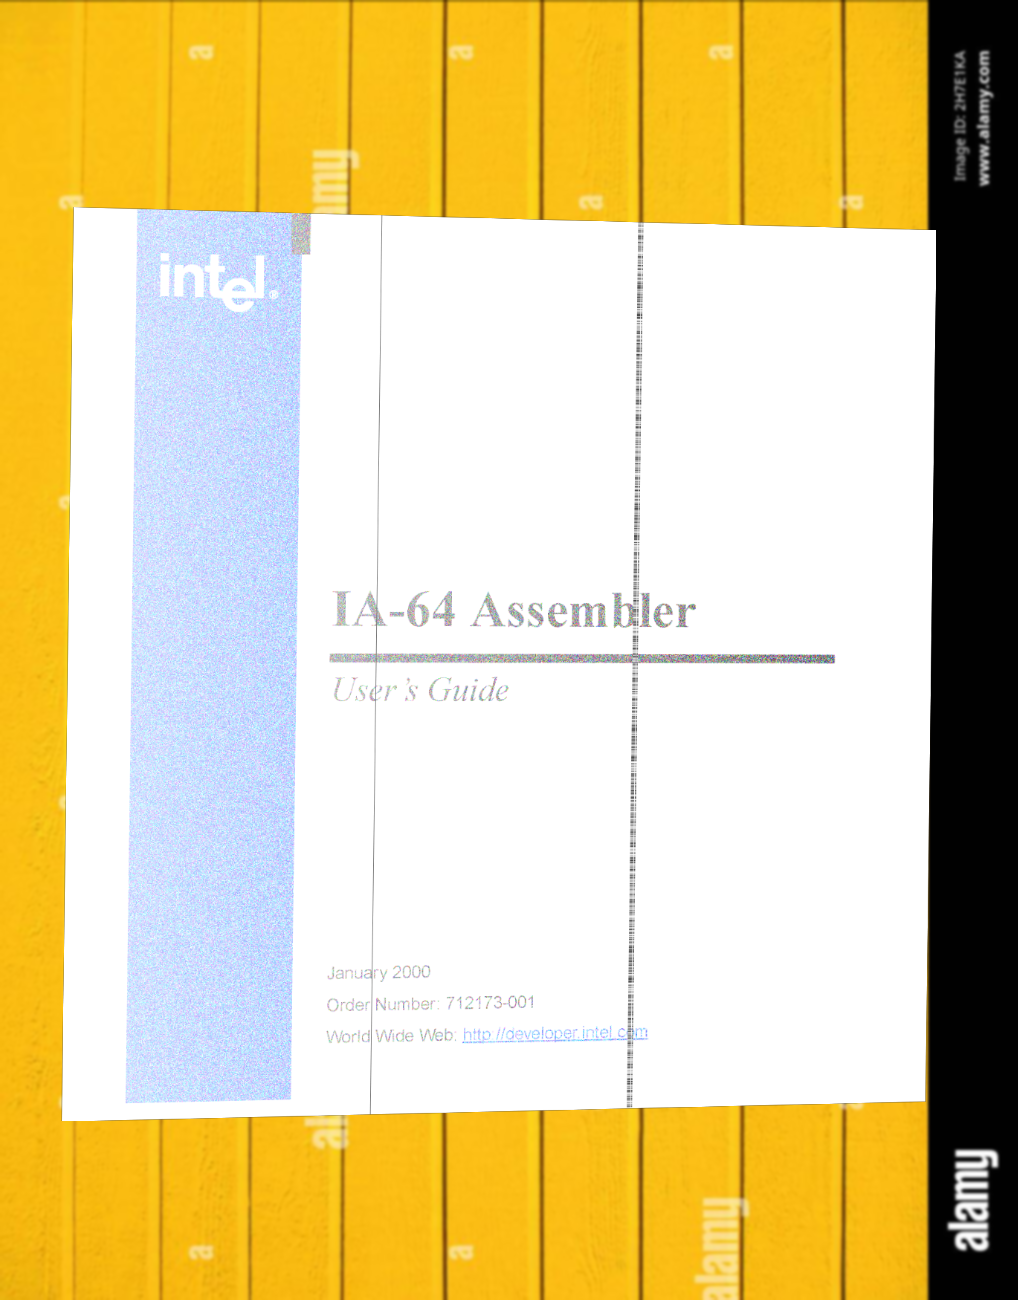 intel®
IA-64 Assembler
User's Guide
January 2000
Order Number: 712173-001
World Wide Web: http://developer.intel.com
Image ID: 2H7E1KA
www.alamy.com
alamy
a
a
a
a
a
a
a
a
alamy